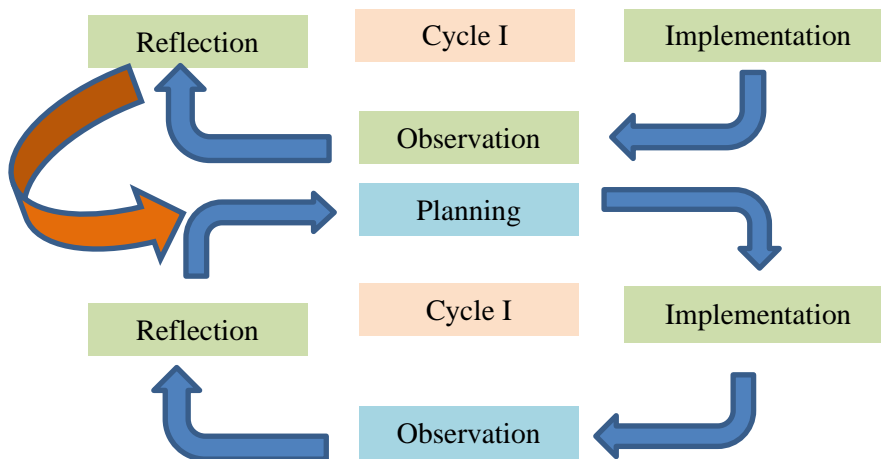 Reflection
Cycle I
Implementation
Observation
Planning
Reflection
Cycle I
Implementation
Observation